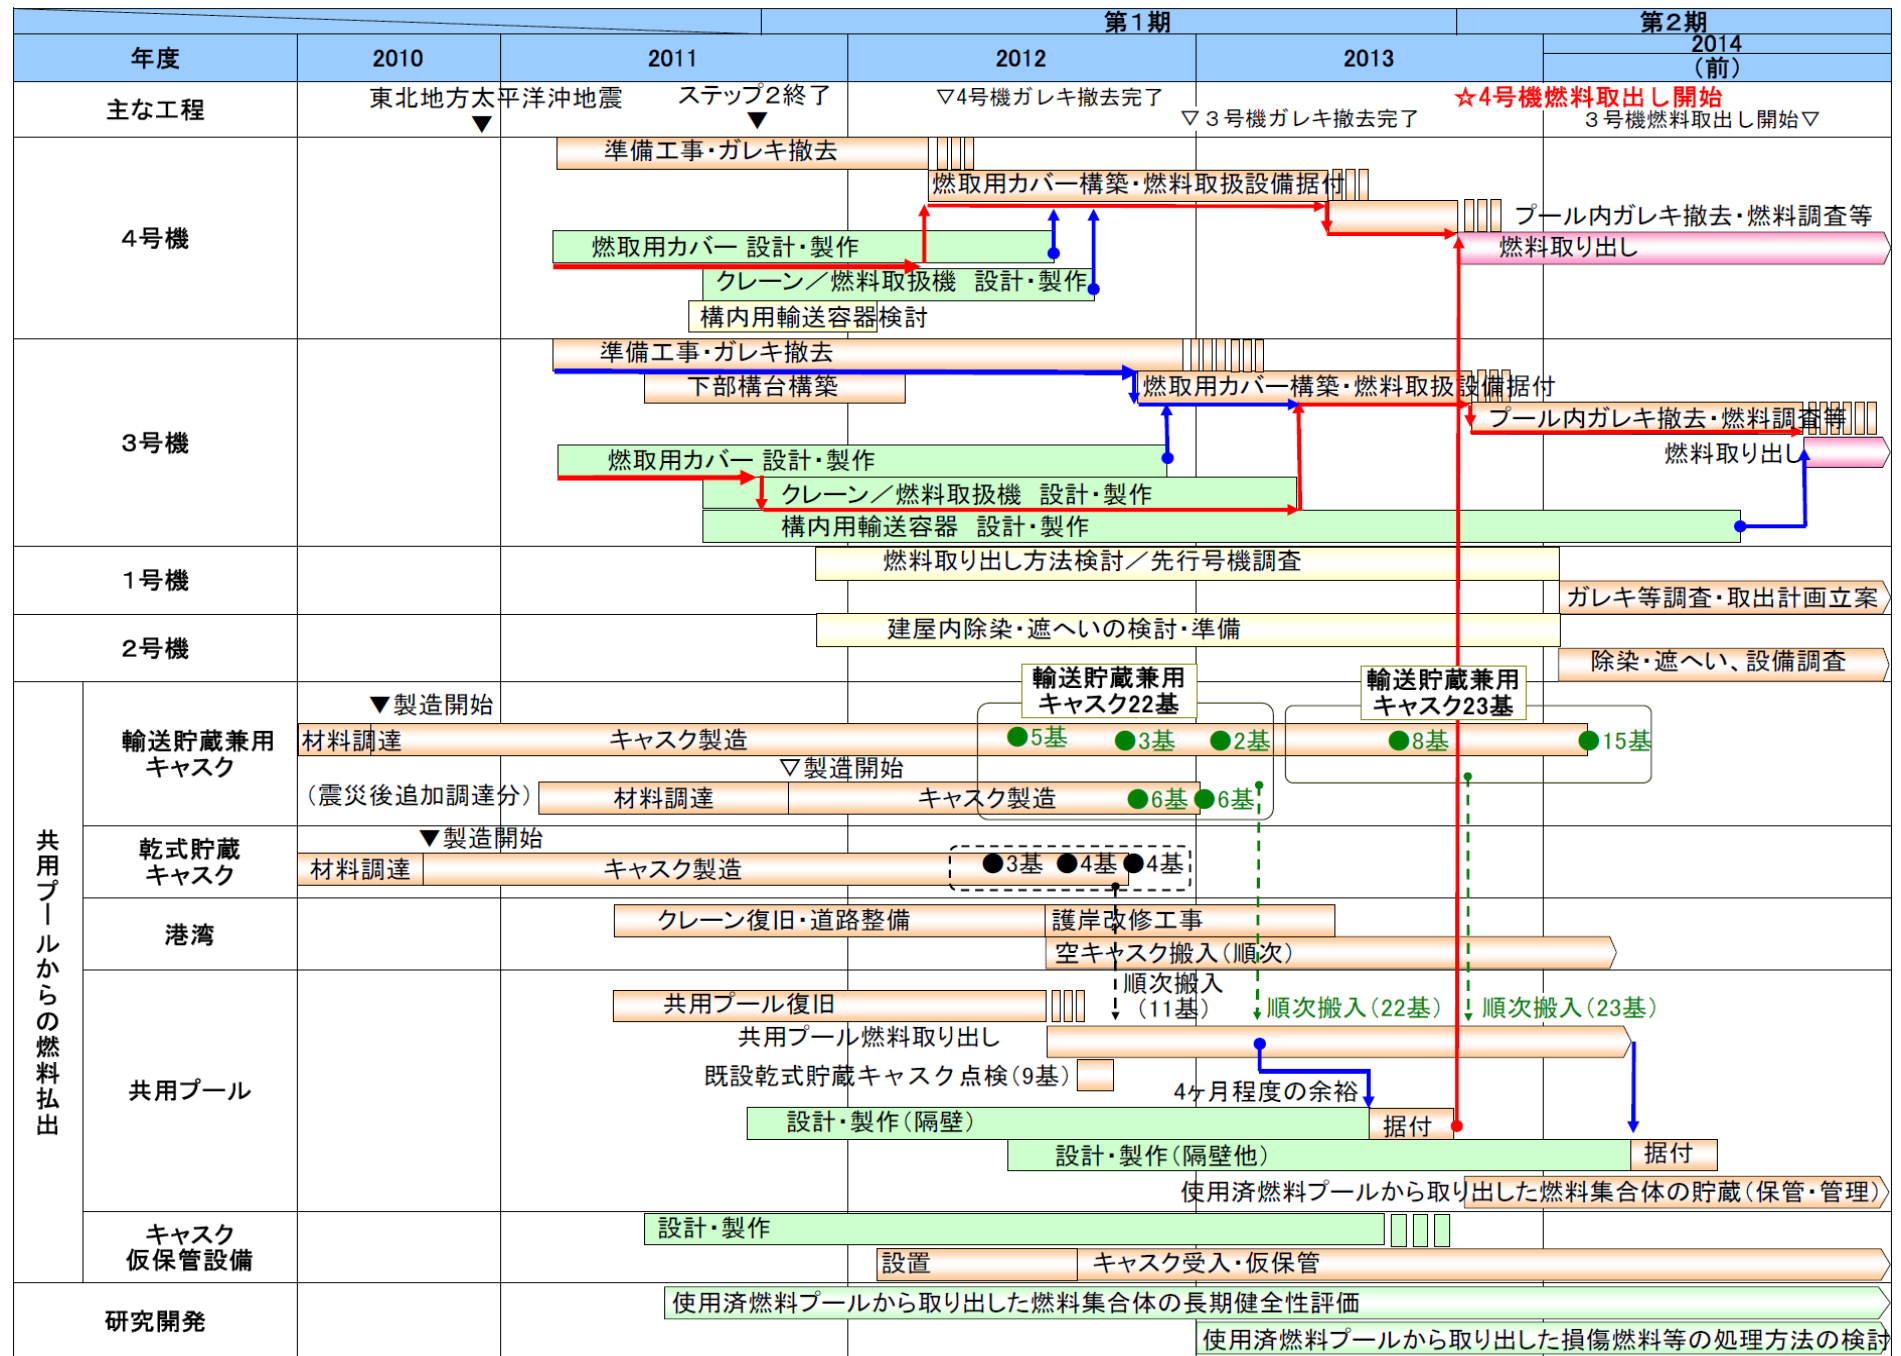 第1期
第2期
年度
2010
2011
2012
2013
2014
(前)
主な工程
東北地方太平洋沖地震
▼
ステップ2終了
▼
▽4号機ガレキ撤去完了
▽3号機ガレキ撤去完了
☆4号機燃料取出し開始
3号機燃料取出し開始▽
4号機
準備工事・ガレキ撤去
燃取用カバー構築・燃料取扱設備据付
プール内ガレキ撤去・燃料調査等
燃取用カバー 設計・製作
燃料取り出し
クレーン/燃料取扱機 設計・製作
構内用輸送容器検討
3号機
準備工事・ガレキ撤去
下部構台構築
燃取用カバー構築・燃料取扱設備据付
プール内ガレキ撤去・燃料調査等
燃料取り出し
燃取用カバー 設計・製作
クレーン/燃料取扱機 設計・製作
構内用輸送容器 設計・製作
1号機
燃料取り出し方法検討/先行号機調査
ガレキ等調査・取出計画立案
2号機
建屋内除染・遮へいの検討・準備
除染・遮へい、設備調査
共用プールからの燃料払出
輸送貯蔵兼用
キャスク
▼製造開始
輸送貯蔵兼用
キャスク22基
輸送貯蔵兼用
キャスク23基
材料調達
キャスク製造
●5基
●3基
●2基
●8基
●15基
▽製造開始
(震災後追加調達分)
材料調達
キャスク製造
●6基
●6基
乾式貯蔵
キャスク
▼製造開始
材料調達
キャスク製造
●3基
●4基
●4基
港湾
クレーン復旧・道路整備
護岸改修工事
空キャスク搬入(順次)
共用プール
共用プール復旧
順次搬入
(11基)
順次搬入(22基)
順次搬入(23基)
共用プール燃料取り出し
既設乾式貯蔵キャスク点検(9基)
4ヶ月程度の余裕
設計・製作(隔壁)
据付
設計・製作(隔壁他)
据付
使用済燃料プールから取り出した燃料集合体の貯蔵(保管・管理)
キャスク
仮保管設備
設計・製作
設置
キャスク受入・仮保管
研究開発
使用済燃料プールから取り出した燃料集合体の長期健全性評価
使用済燃料プールから取り出した損傷燃料等の処理方法の検討